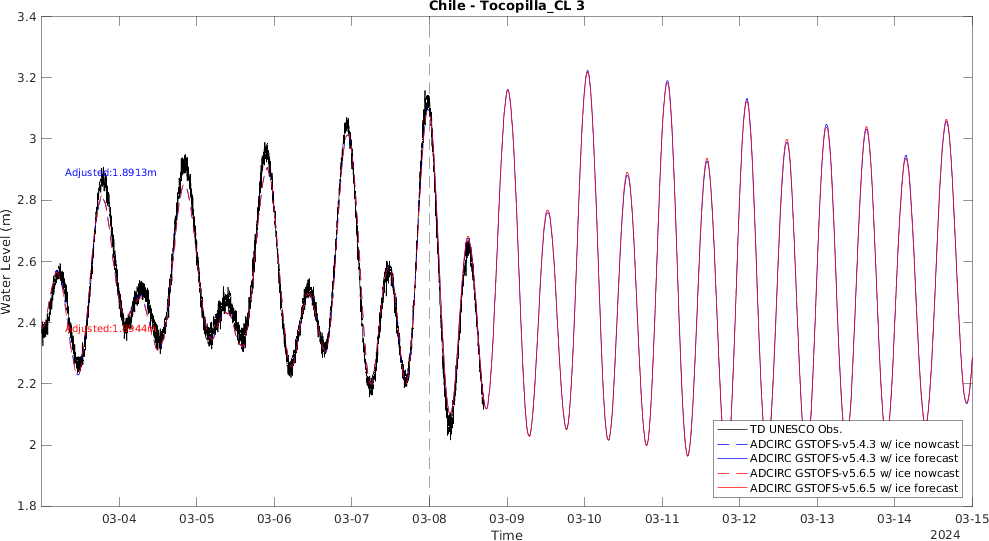 Chile - Tocopilla_CL 3
3.4
3.2
3
2.8
2.6
2.4
2.2
2
1.8
Water Level (m)
Adjusted:1.8913m
Adjusted:1.8944m
TD UNESCO Obs.
ADCIRC GSTOFS-v5.4.3 w/ ice nowcast
ADCIRC GSTOFS-v5.4.3 w/ ice forecast
ADCIRC GSTOFS-v5.6.5 w/ ice nowcast
ADCIRC GSTOFS-v5.6.5 w/ ice forecast
03-04 03-05 03-06 03-07 03-08 03-09 03-10 03-11 03-12 03-13 03-14 03-15
Time
2024